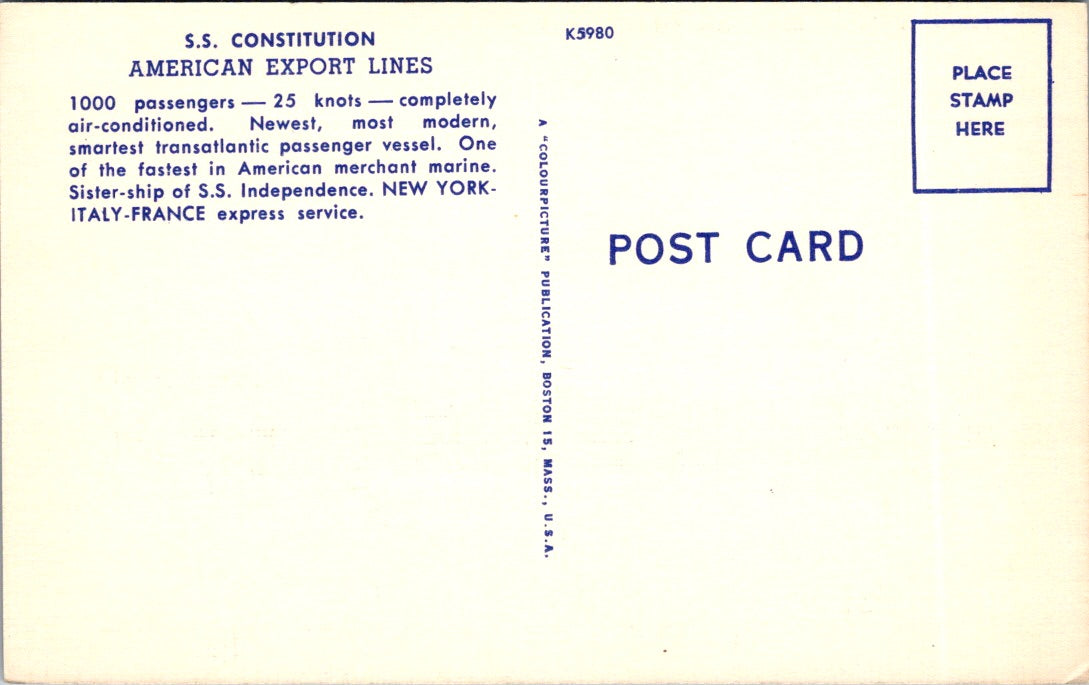 S.S. CONSTITUTION
AMERICAN EXPORT LINES
1000 passengers — 25 knots — completely
air-conditioned. Newest, most modern,
smartest transatlantic passenger vessel. One
of the fastest in American merchant marine.
Sister-ship of S.S. Independence. NEW YORK-
ITALY-FRANCE express service.
A "COLOURPICTURE" PUBLICATION, BOSTON 15, MASS., U.S.A.
K5980
PLACE
STAMP
HERE
POST CARD